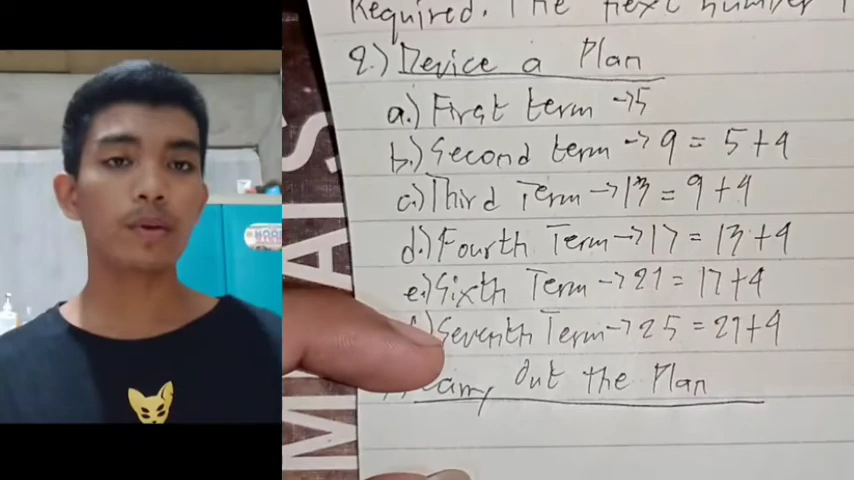 Required. The next number i
2.) Device a Plan
a.) First term → 5
b.) Second term → 9 = 5+4
c.) Third Term → 13 = 9+4
d.) Fourth Term → 17 = 13+4
e.) Sixth Term → 21 = 17+4
f.) Seventh Term → 25 = 21+4
Carry Out the Plan